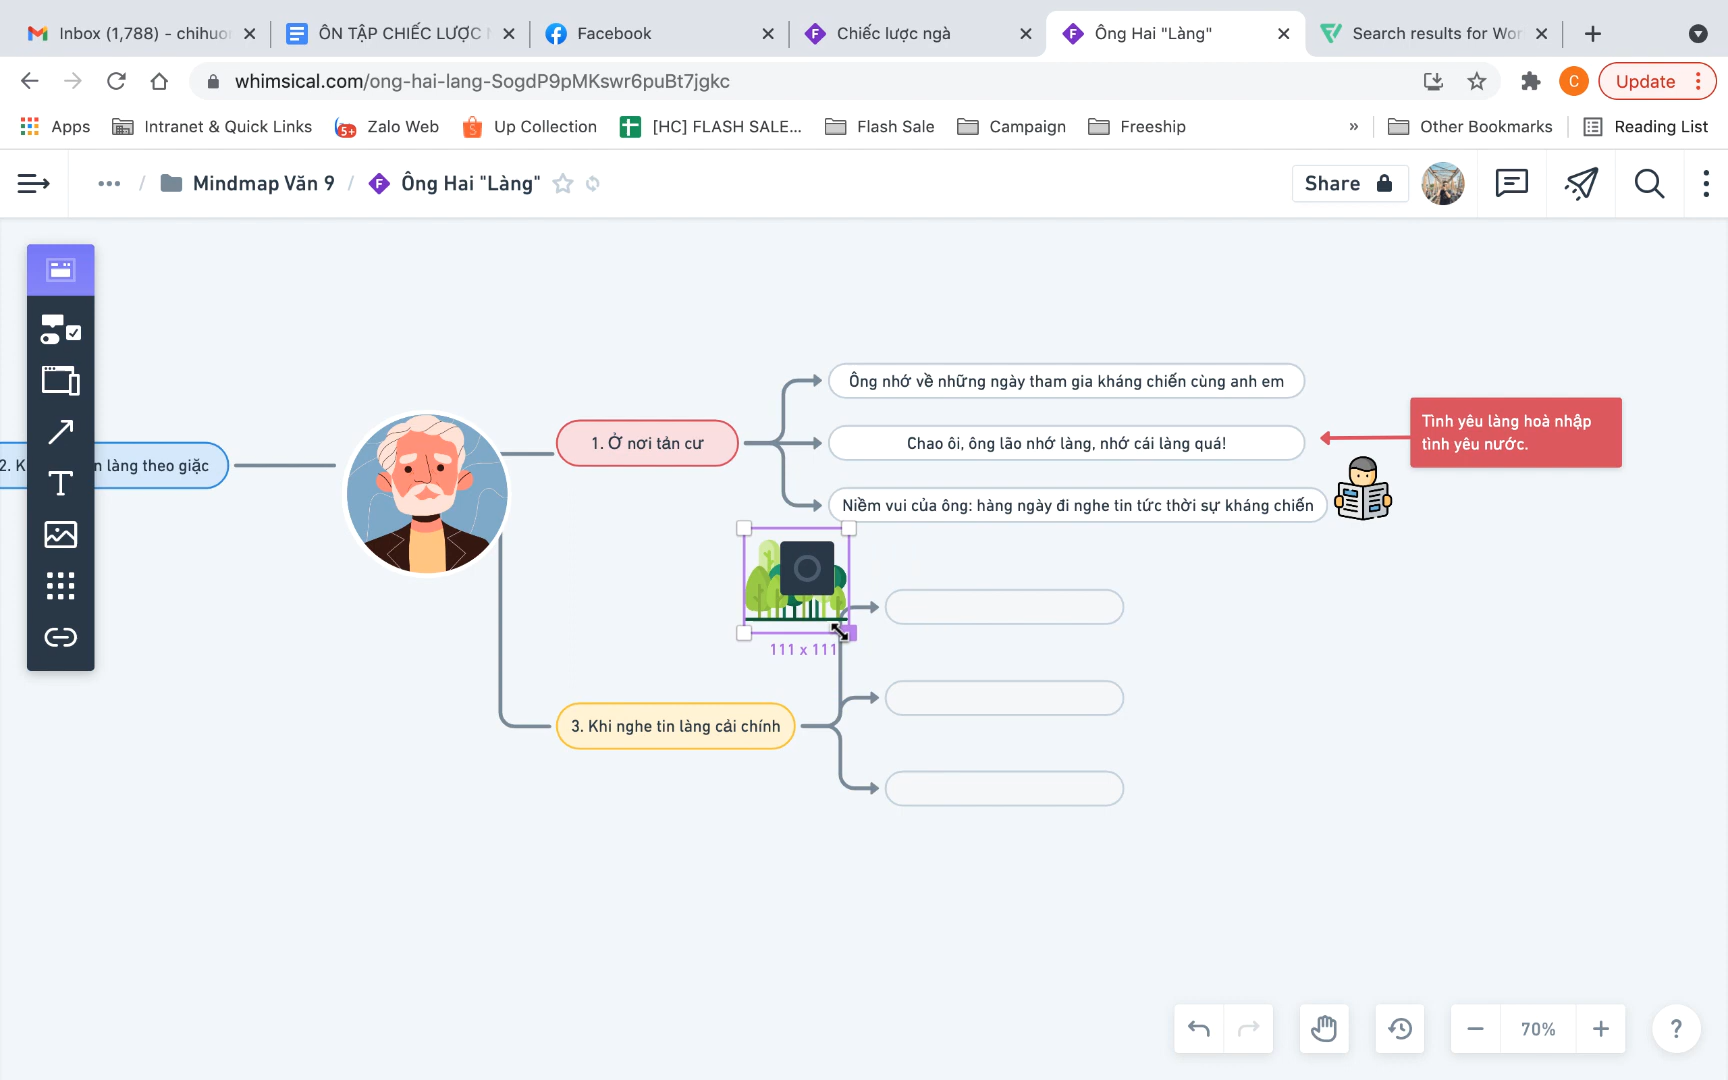 Inbox (1,788) - chihuo
ÔN TẬP CHIẾC LƯỢC
Facebook
Chiếc lược ngà
Ông Hai "Làng"
Search results for Wor
whimsical.com/ong-hai-lang-SogdP9pMKswr6puBt7jgkc
C
Update
Apps
Intranet & Quick Links
5+
Zalo Web
Up Collection
[HC] FLASH SALE...
Flash Sale
Campaign
Freeship
»
Other Bookmarks
Reading List
... / Mindmap Văn 9 / Ông Hai "Làng"
Share
Ông nhớ về những ngày tham gia kháng chiến cùng anh em
Tình yêu làng hoà nhập
tình yêu nước.
1. Ở nơi tản cư
Chao ôi, ông lão nhớ làng, nhớ cái làng quá!
2. K
n làng theo giặc
Niềm vui của ông: hàng ngày đi nghe tin tức thời sự kháng chiến
111 x 111
3. Khi nghe tin làng cải chính
70%
?